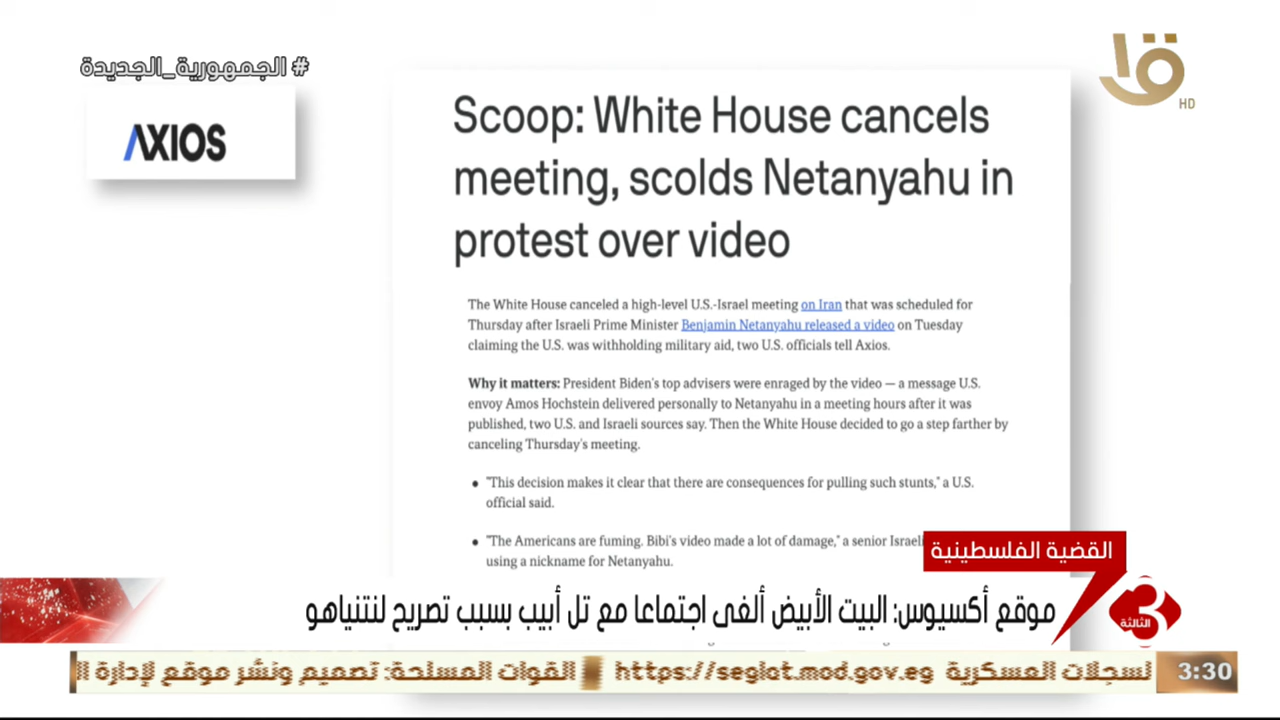 # الجمهورية_الجديدة
AXIOS
HD
Scoop: White House cancels
meeting, scolds Netanyahu in
protest over video
The White House canceled a high-level U.S.-Israel meeting on Iran that was scheduled for
Thursday after Israeli Prime Minister Benjamin Netanyahu released a video on Tuesday
claiming the U.S. was withholding military aid, two U.S. officials tell Axios.
Why it matters: President Biden's top advisers were enraged by the video — a message U.S.
envoy Amos Hochstein delivered personally to Netanyahu in a meeting hours after it was
published, two U.S. and Israeli sources say. Then the White House decided to go a step farther by
canceling Thursday's meeting.
• "This decision makes it clear that there are consequences for pulling such stunts," a U.S.
official said.
• "The Americans are fuming. Bibi's video made a lot of damage," a senior
using a nickname for Netanyahu.
القضية الفلسطينية
موقع أكسيوس: البيت الأبيض ألغى اجتماعا مع تل أبيب بسبب تصريح لنتنياهو
3 الثالثة
لسجلات العسكرية https://seglat.mod.gov.eg القوات المسلحة: تصميم ونشر موقع لإدارة
3:30